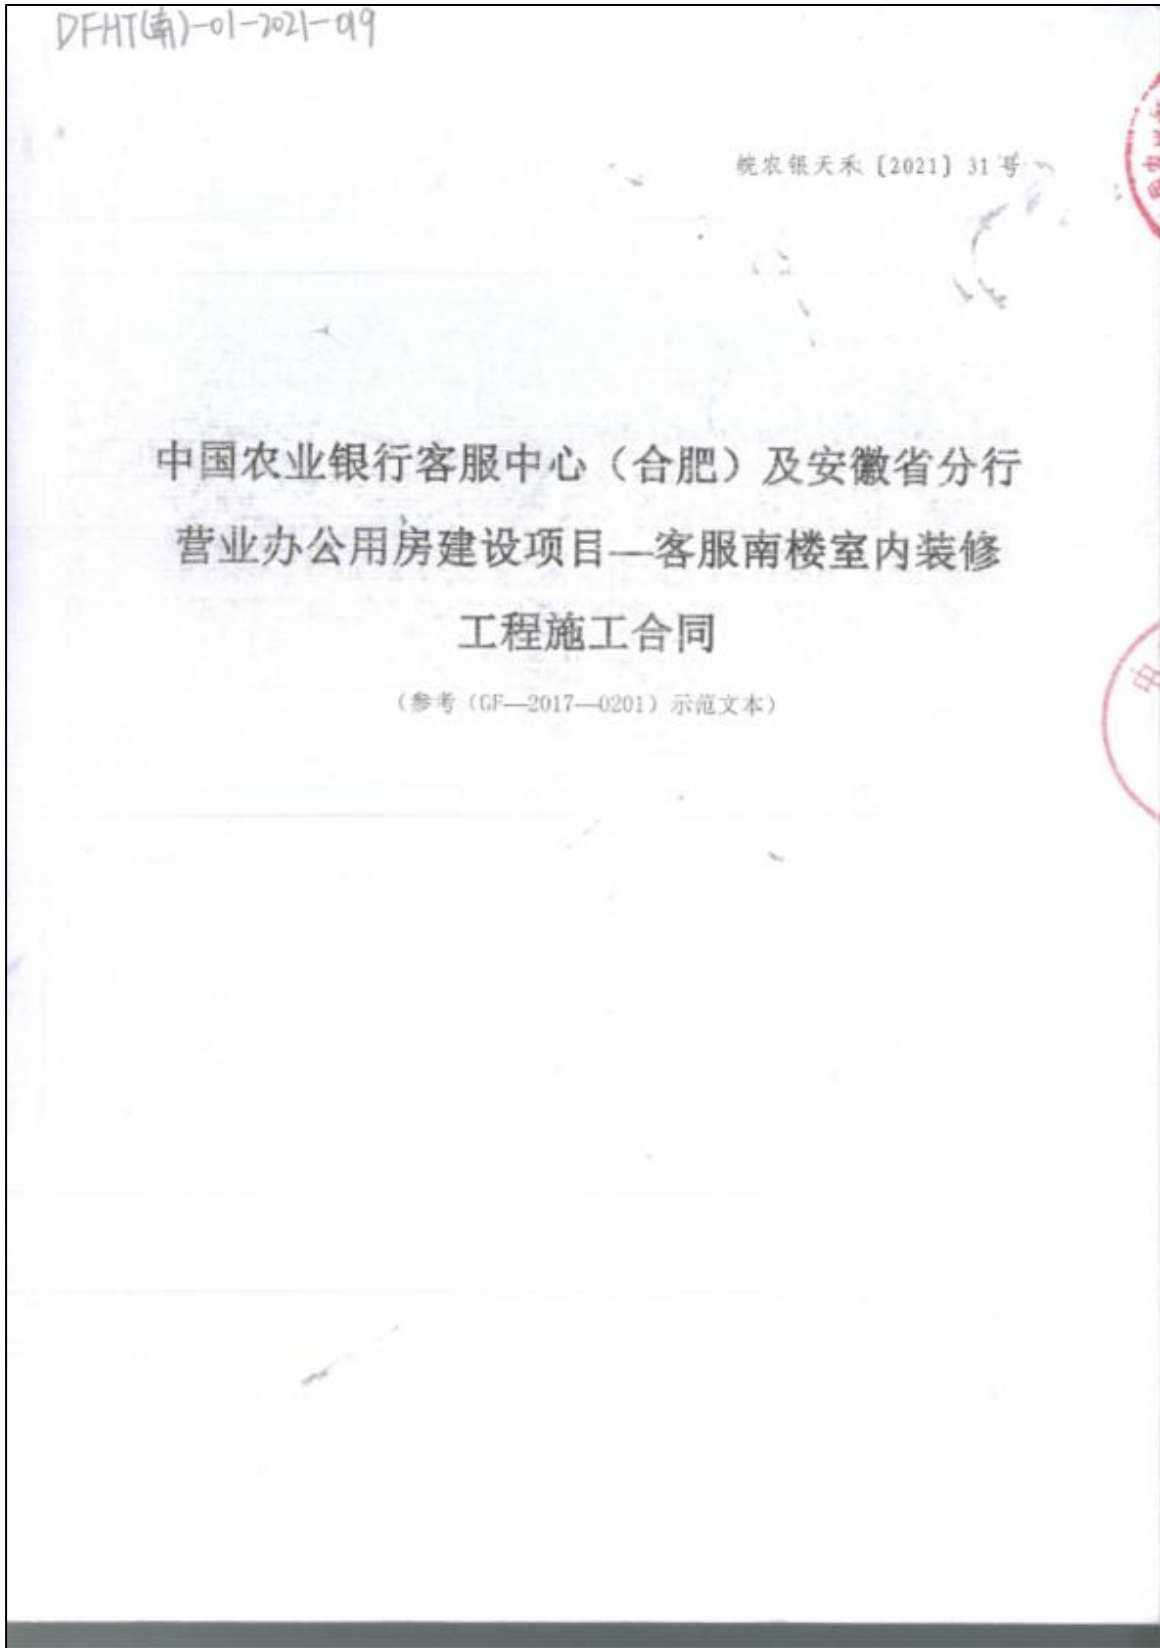 DFHT(南)-01-2021-019
皖农银天禾〔2021〕31号
中国农业银行客服中心（合肥）及安徽省分行
营业办公用房建设项目—客服南楼室内装修
工程施工合同
（参考（GF—2017—0201）示范文本）
中